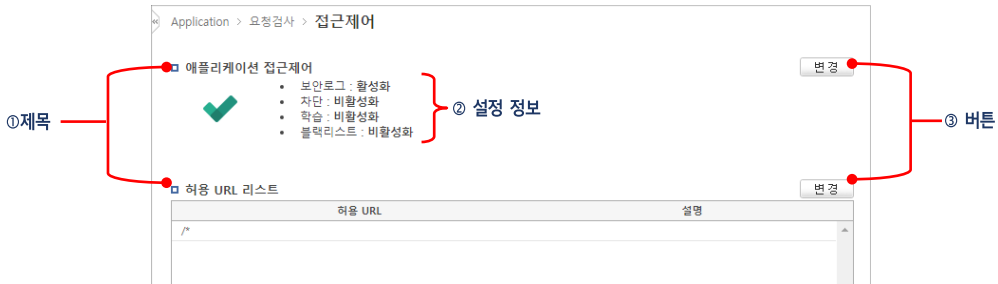 Application > 요청검사 > 접근제어
애플리케이션 접근제어
변경
• 보안로그 : 활성화
• 차단 : 비활성화
• 학습 : 비활성화
• 블랙리스트 : 비활성화
①제목
② 설정 정보
③ 버튼
허용 URL 리스트
변경
허용 URL 설명
/*